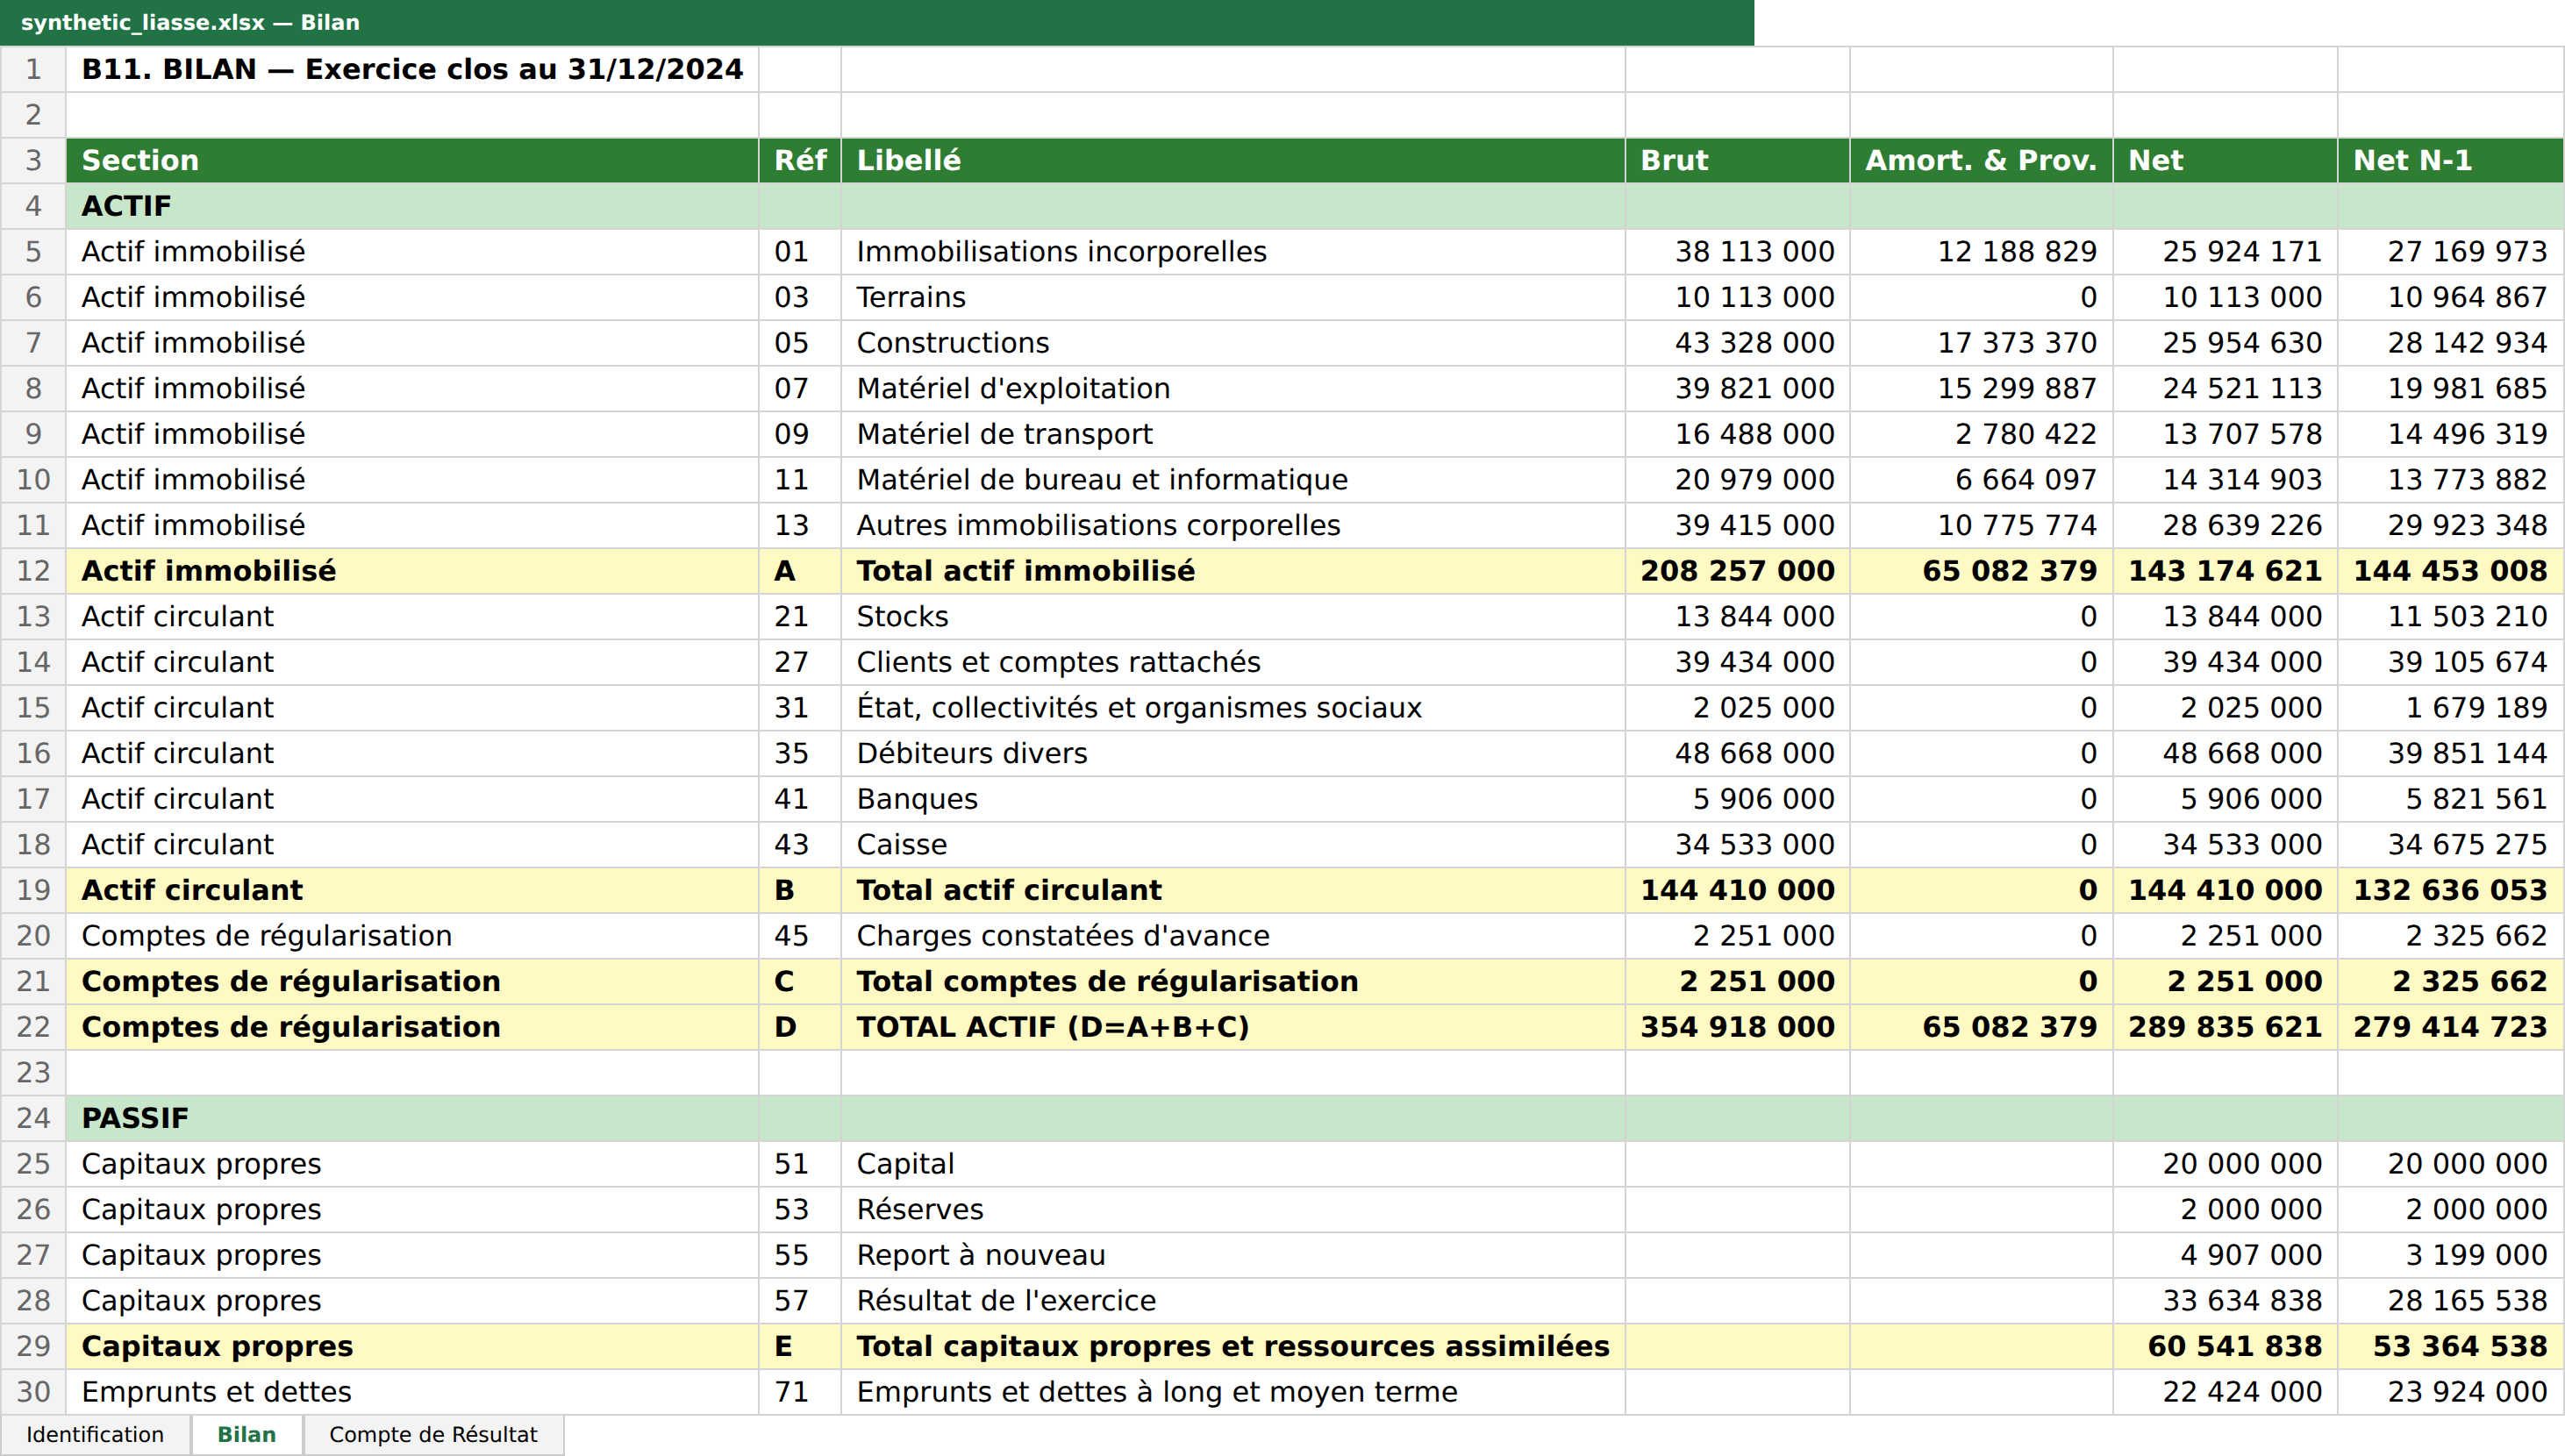 synthetic_liasse.xlsx — Bilan
1 B11. BILAN — Exercice clos au 31/12/2024
2
3 Section Réf Libellé Brut Amort. & Prov. Net Net N-1
4 ACTIF
5 Actif immobilisé 01 Immobilisations incorporelles 38 113 000 12 188 829 25 924 171 27 169 973
6 Actif immobilisé 03 Terrains 10 113 000 0 10 113 000 10 964 867
7 Actif immobilisé 05 Constructions 43 328 000 17 373 370 25 954 630 28 142 934
8 Actif immobilisé 07 Matériel d'exploitation 39 821 000 15 299 887 24 521 113 19 981 685
9 Actif immobilisé 09 Matériel de transport 16 488 000 2 780 422 13 707 578 14 496 319
10 Actif immobilisé 11 Matériel de bureau et informatique 20 979 000 6 664 097 14 314 903 13 773 882
11 Actif immobilisé 13 Autres immobilisations corporelles 39 415 000 10 775 774 28 639 226 29 923 348
12 Actif immobilisé A Total actif immobilisé 208 257 000 65 082 379 143 174 621 144 453 008
13 Actif circulant 21 Stocks 13 844 000 0 13 844 000 11 503 210
14 Actif circulant 27 Clients et comptes rattachés 39 434 000 0 39 434 000 39 105 674
15 Actif circulant 31 État, collectivités et organismes sociaux 2 025 000 0 2 025 000 1 679 189
16 Actif circulant 35 Débiteurs divers 48 668 000 0 48 668 000 39 851 144
17 Actif circulant 41 Banques 5 906 000 0 5 906 000 5 821 561
18 Actif circulant 43 Caisse 34 533 000 0 34 533 000 34 675 275
19 Actif circulant B Total actif circulant 144 410 000 0 144 410 000 132 636 053
20 Comptes de régularisation 45 Charges constatées d'avance 2 251 000 0 2 251 000 2 325 662
21 Comptes de régularisation C Total comptes de régularisation 2 251 000 0 2 251 000 2 325 662
22 Comptes de régularisation D TOTAL ACTIF (D=A+B+C) 354 918 000 65 082 379 289 835 621 279 414 723
23
24 PASSIF
25 Capitaux propres 51 Capital 20 000 000 20 000 000
26 Capitaux propres 53 Réserves 2 000 000 2 000 000
27 Capitaux propres 55 Report à nouveau 4 907 000 3 199 000
28 Capitaux propres 57 Résultat de l'exercice 33 634 838 28 165 538
29 Capitaux propres E Total capitaux propres et ressources assimilées 60 541 838 53 364 538
30 Emprunts et dettes 71 Emprunts et dettes à long et moyen terme 22 424 000 23 924 000
Identification Bilan Compte de Résultat